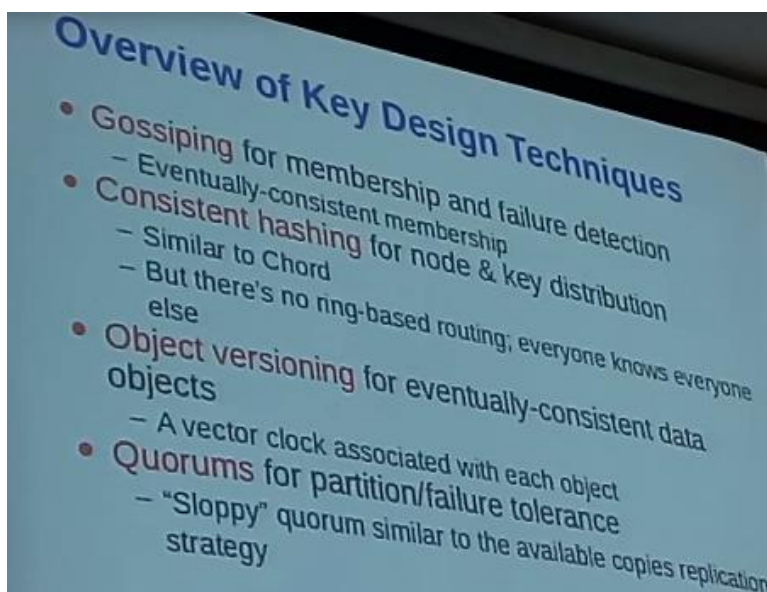 Overview of Key Design Techniques
• Gossiping for membership and failure detection
– Eventually-consistent membership
• Consistent hashing for node & key distribution
– Similar to Chord
– But there's no ring-based routing; everyone knows everyone
else
• Object versioning for eventually-consistent data
objects
– A vector clock associated with each object
• Quorums for partition/failure tolerance
– “Sloppy” quorum similar to the available copies replication
strategy